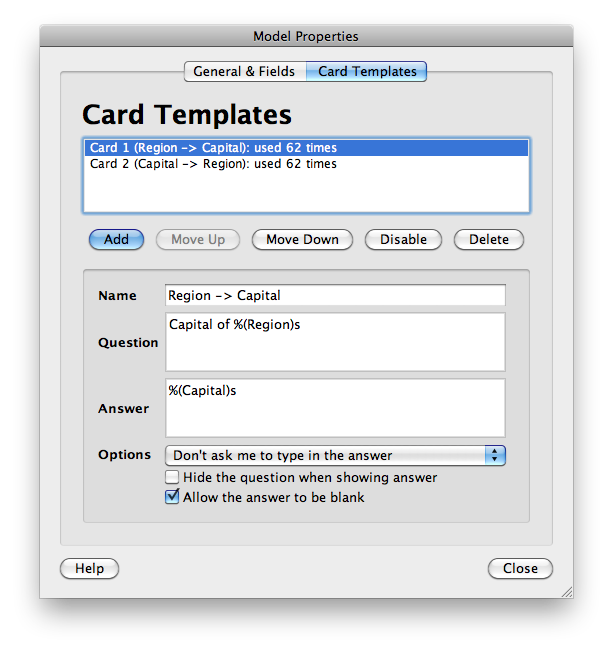 Model Properties
General & Fields
Card Templates
Card Templates
Card 1 (Region -> Capital): used 62 times
Card 2 (Capital -> Region): used 62 times
Add
Move Up
Move Down
Disable
Delete
Name
Region -> Capital
Question
Capital of %(Region)s
Answer
%(Capital)s
Options
Don't ask me to type in the answer
Hide the question when showing answer
Allow the answer to be blank
Help
Close